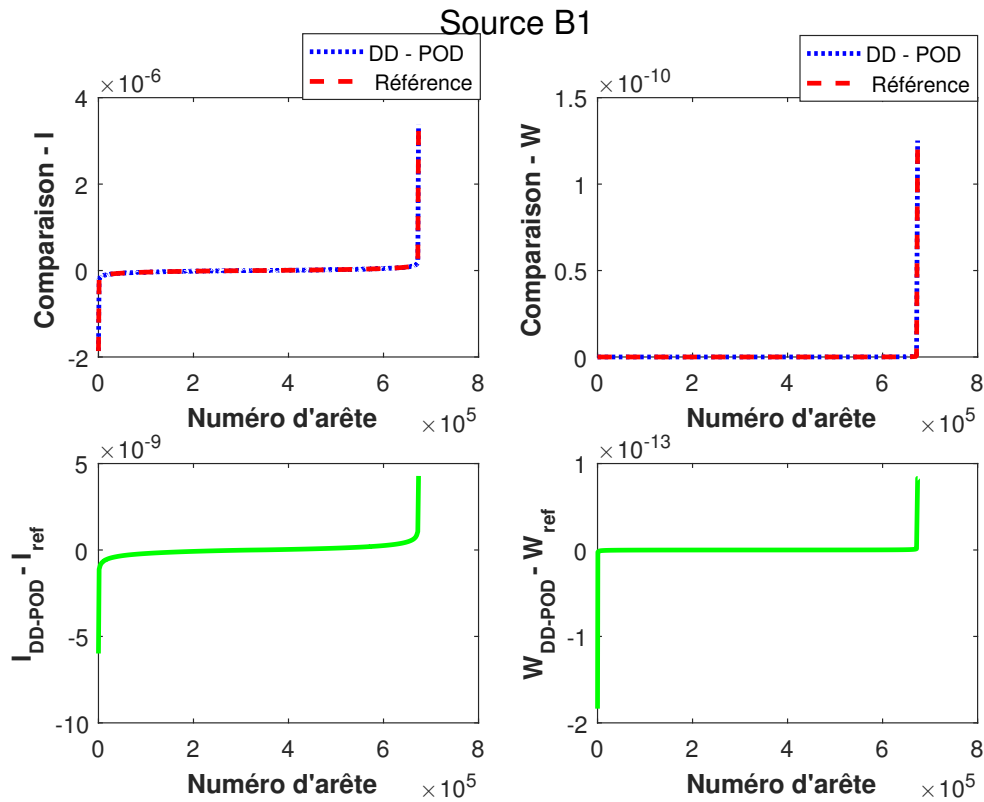 Source B1
DD - POD
Référence
×10^-6
4
2
0
-2
Comparaison - I
0 2 4 6 8
Numéro d'arête
×10^5
DD - POD
Référence
×10^-10
1.5
1
0.5
0
Comparaison - W
0 2 4 6 8
Numéro d'arête
×10^5
×10^-9
5
0
-5
-10
I_DD-POD - I_ref
0 2 4 6 8
Numéro d'arête
×10^5
×10^-13
1
0
-1
-2
W_DD-POD - W_ref
0 2 4 6 8
Numéro d'arête
×10^5